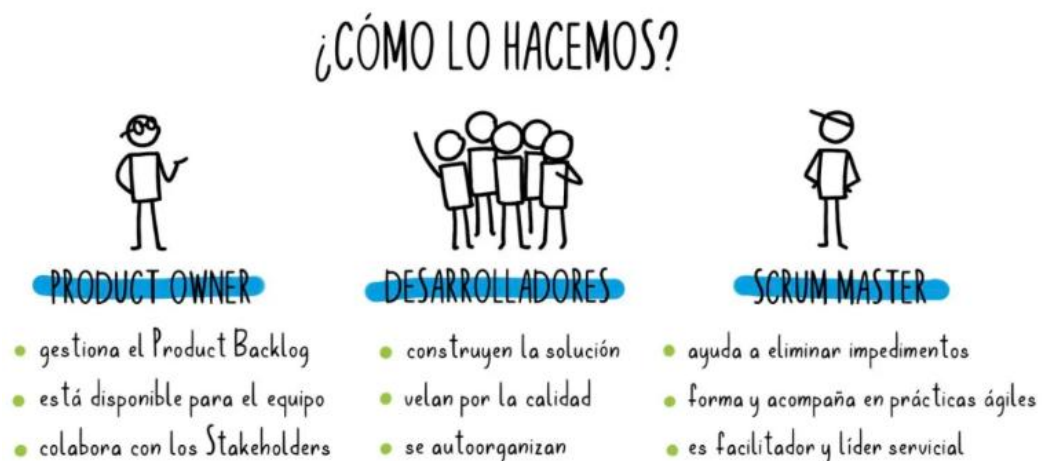 ¿CÓMO LO HACEMOS?
PRODUCT OWNER
gestiona el Product Backlog
está disponible para el equipo
colabora con los Stakeholders
DESARROLLADORES
construyen la solución
velan por la calidad
se autoorganizan
SCRUM MASTER
ayuda a eliminar impedimentos
forma y acompaña en prácticas ágiles
es facilitador y líder servicial